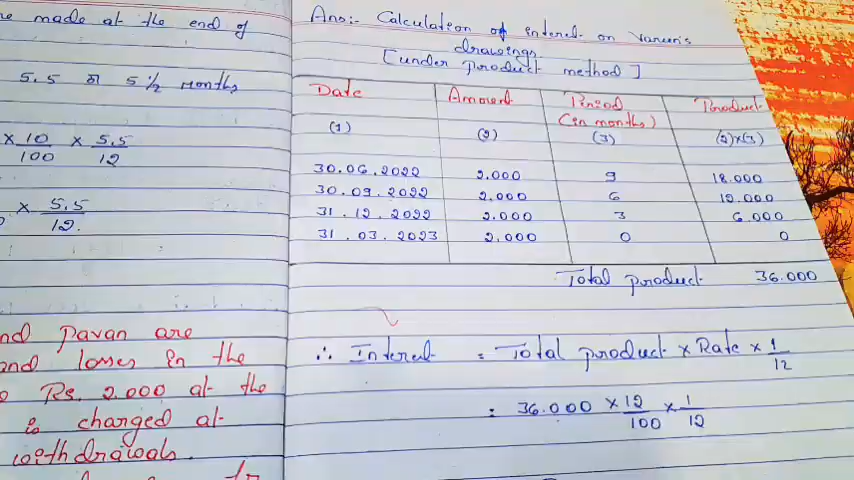 re made at the end of
5.5 or 5 1/2 Months
× 10/100 × 5.5/12
× 5.5/12.
nd Pavan are
and losses in the
Rs. 2.000 at the
is charged at
withdrawals.
Ans:- Calculation of interest on Various
drawings
[under Product method]
Date Amount Period Product
(in months)
(1) (2) (3) (2)×(3)
30.06.2022 2.000 9 18.000
30.09.2022 2.000 6 12.000
31.12.2022 2.000 3 6.000
31.03.2023 2.000 0 0
Total product 36.000
∴ Interest = Total product × Rate × 1/12
= 36.000 × 12/100 × 1/12